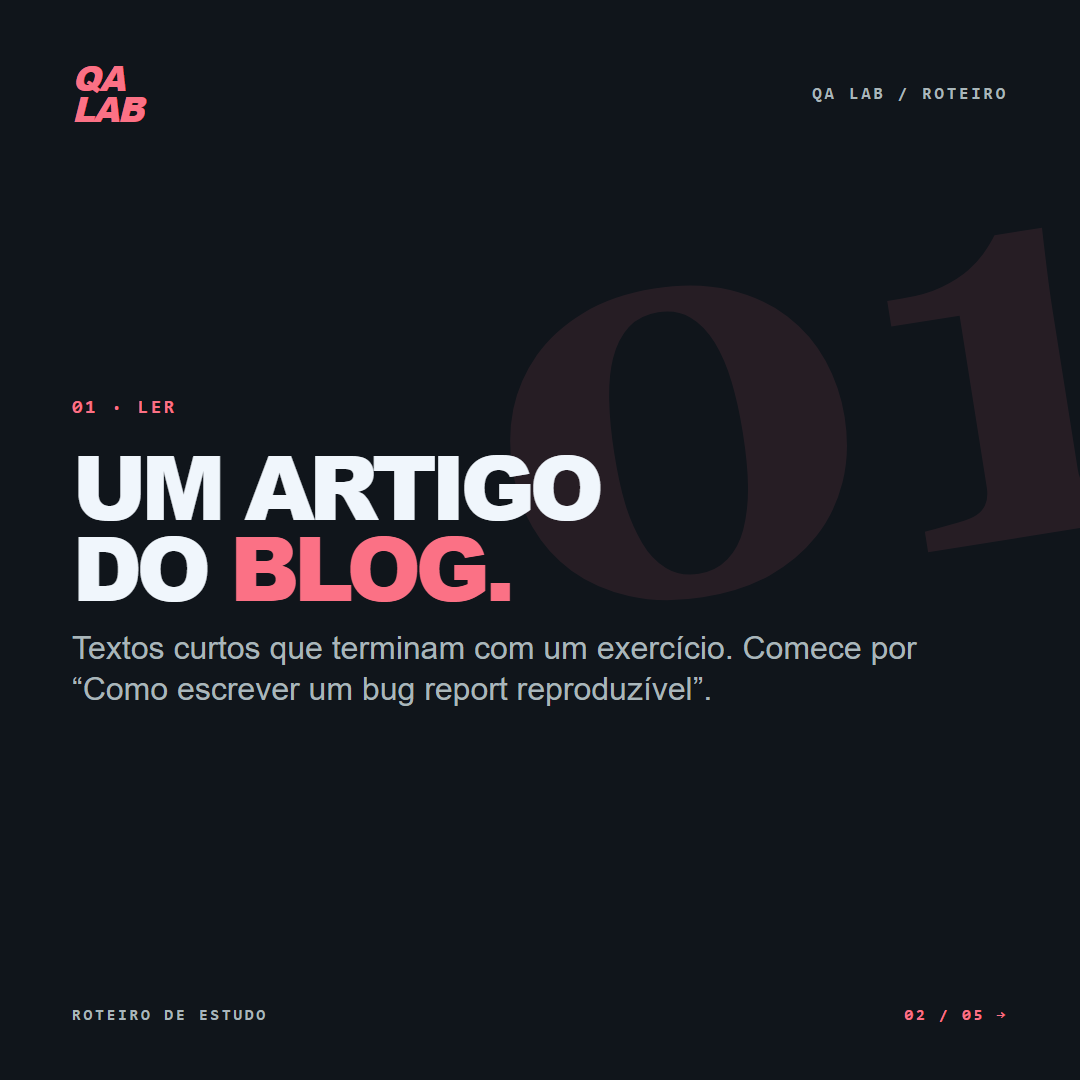 QA
LAB
QA LAB / ROTEIRO
01
01 · LER
UM ARTIGO
DO BLOG.
Textos curtos que terminam com um exercício. Comece por
“Como escrever um bug report reproduzível”.
ROTEIRO DE ESTUDO
02 / 05 →